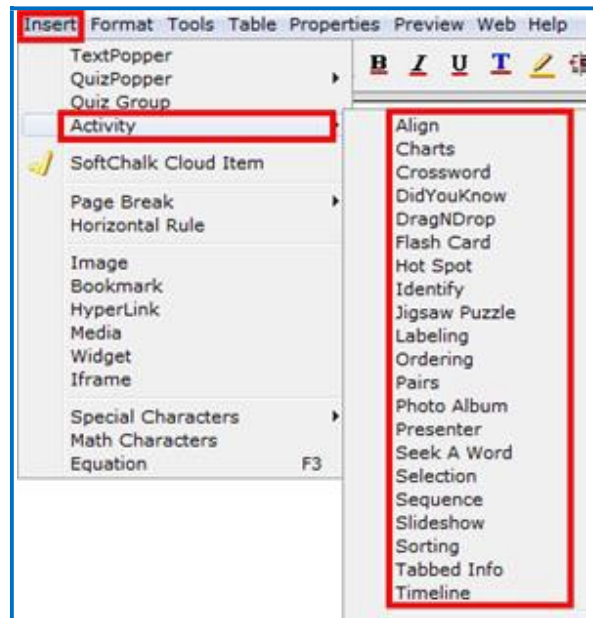 Insert Format Tools Table Properties Preview Web Help
TextPopper
QuizPopper
Quiz Group
Activity
SoftChalk Cloud Item
Page Break
Horizontal Rule
Image
Bookmark
HyperLink
Media
Widget
Iframe
Special Characters
Math Characters
Equation F3
B I U T
Align
Charts
Crossword
DidYouKnow
DragNDrop
Flash Card
Hot Spot
Identify
Jigsaw Puzzle
Labeling
Ordering
Pairs
Photo Album
Presenter
Seek A Word
Selection
Sequence
Slideshow
Sorting
Tabbed Info
Timeline